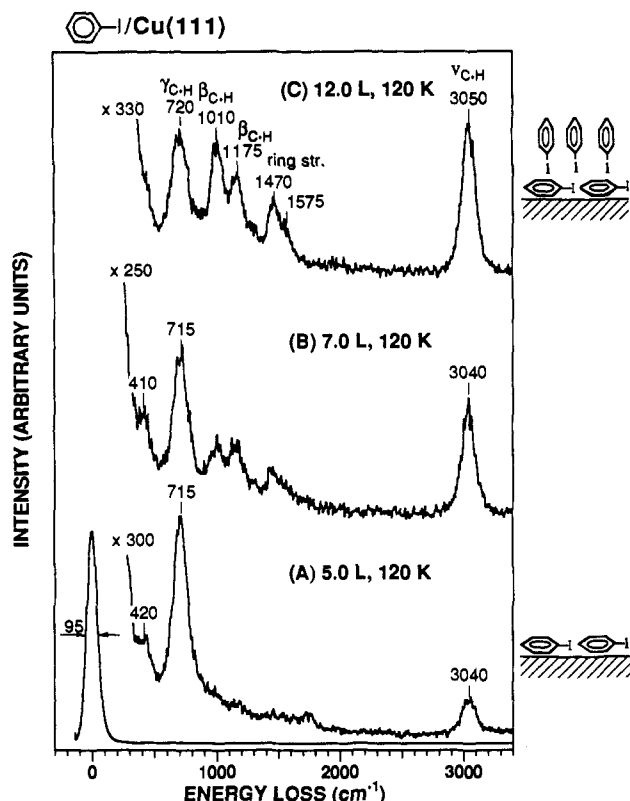 I/Cu(111)
INTENSITY (ARBITRARY UNITS)
(C) 12.0 L, 120 K
x 330
γC-H
720
βC-H
1010
βC-H
1175
ring str.
1470
1575
νC-H
3050
I I I
I I
x 250
(B) 7.0 L, 120 K
410
715
3040
x 300
(A) 5.0 L, 120 K
95
420
715
3040
I I
0 1000 2000 3000
ENERGY LOSS (cm⁻¹)